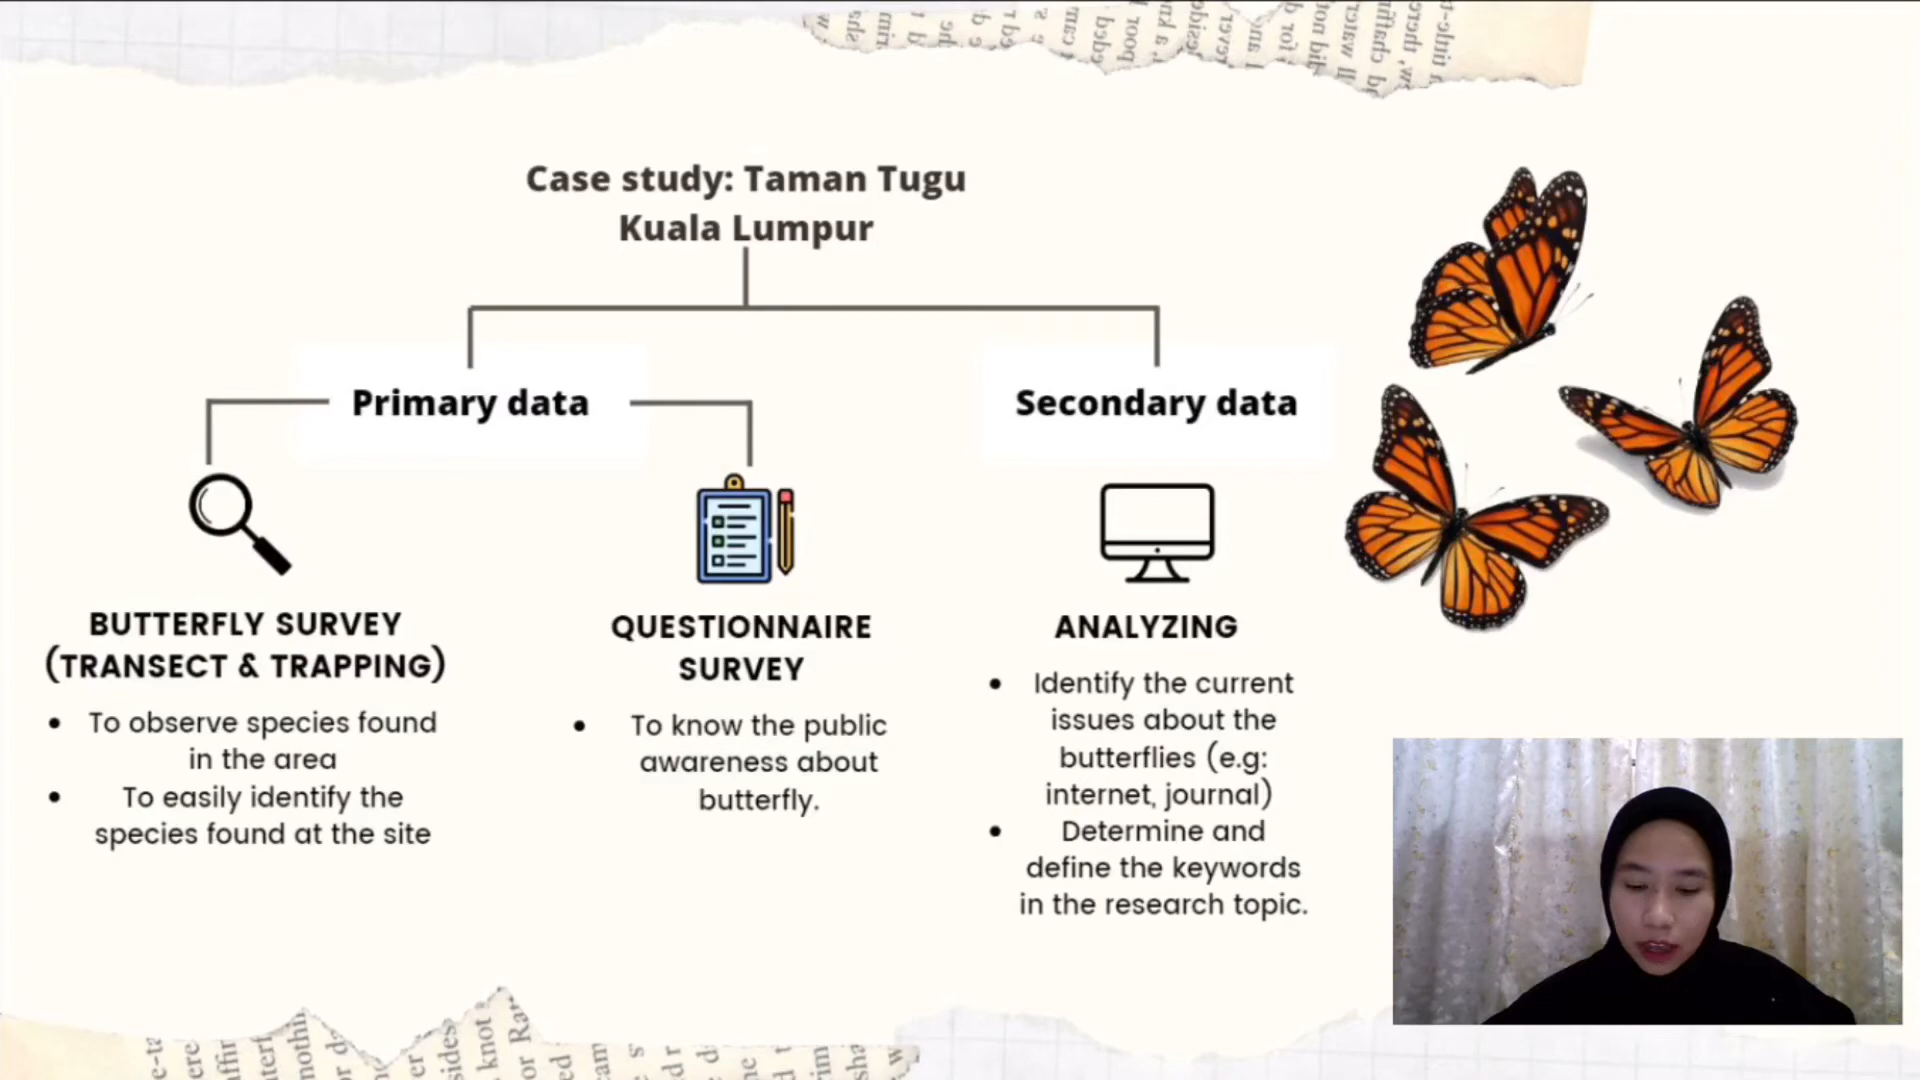 Case study: Taman Tugu
Kuala Lumpur
Primary data
Secondary data
BUTTERFLY SURVEY
(TRANSECT & TRAPPING)
• To observe species found
in the area
• To easily identify the
species found at the site
QUESTIONNAIRE
SURVEY
• To know the public
awareness about
butterfly.
ANALYZING
• Identify the current
issues about the
butterflies (e.g:
internet, journal)
• Determine and
define the keywords
in the research topic.